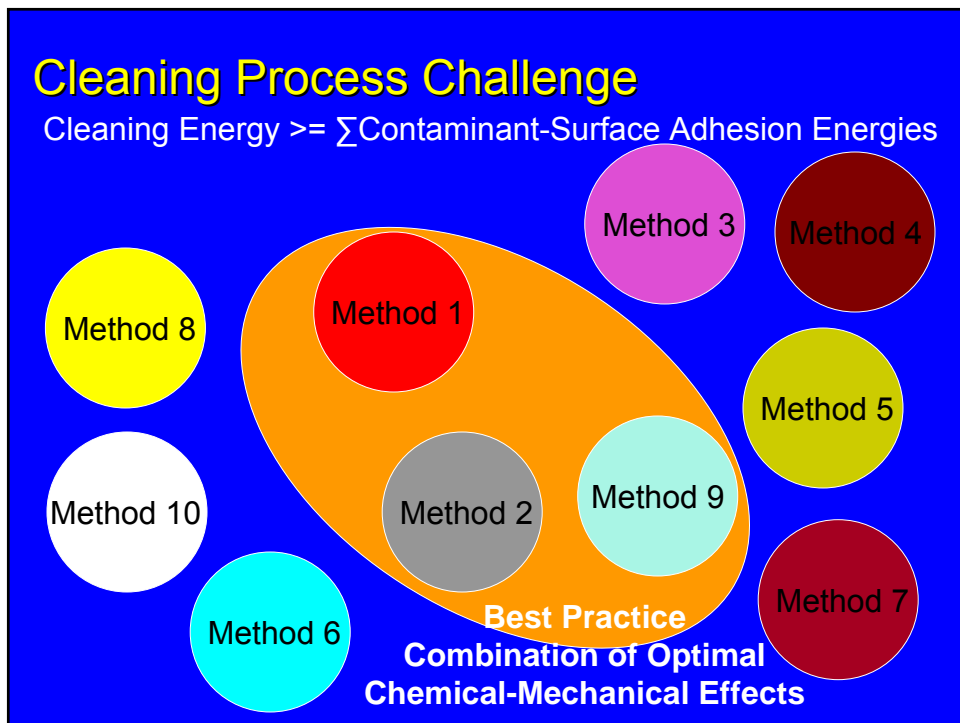 Cleaning Process Challenge
Cleaning Energy >= ∑Contaminant-Surface Adhesion Energies
Method 3
Method 4
Method 1
Method 8
Method 5
Method 9
Method 10
Method 2
Method 7
Method 6
Best Practice
Combination of Optimal
Chemical-Mechanical Effects